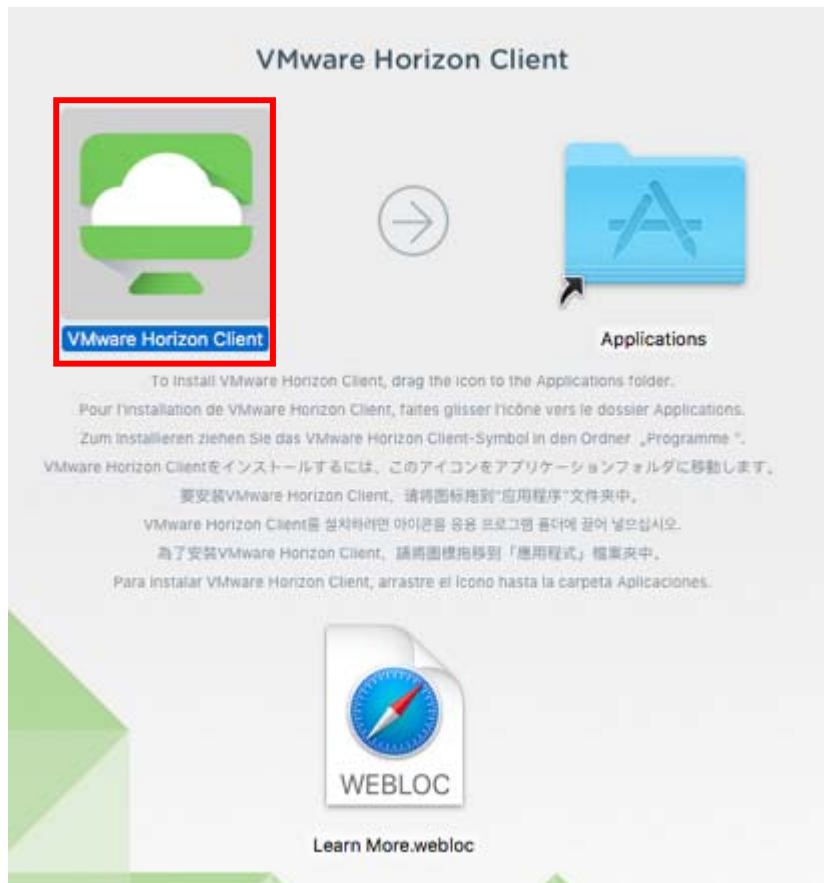 VMware Horizon Client
VMware Horizon Client
Applications
To install VMware Horizon Client, drag the icon to the Applications folder.
Pour l'installation de VMware Horizon Client, faites glisser l'icône vers le dossier Applications.
Zum Installieren ziehen Sie das VMware Horizon Client-Symbol in den Ordner „Programme “.
VMware Horizon Clientをインストールするには、このアイコンをアプリケーションフォルダに移動します。
要安装VMware Horizon Client，请将图标拖到“应用程序”文件夹中。
VMware Horizon Client를 설치하려면 아이콘을 응용 프로그램 폴더에 끌어 넣으십시오.
為了安裝VMware Horizon Client，請將圖標拖移到「應用程式」檔案夾中。
Para instalar VMware Horizon Client, arrastre el icono hasta la carpeta Aplicaciones.
WEBLOC
Learn More.webloc